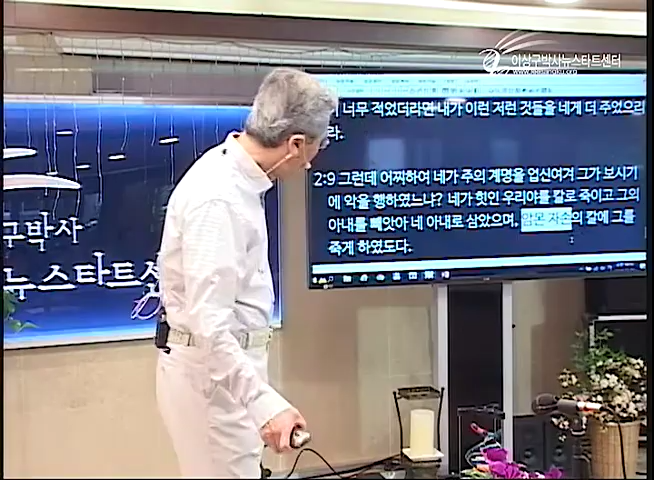 이상구박사뉴스타트센터
너무 적었더라면 내가 이런 저런 것들을 네게 더 주었으리
라.
2:9 그런데 어찌하여 네가 주의 계명을 업신여겨 그가 보시기
에 악을 행하였느냐? 네가 힛인 우리야를 칼로 죽이고 그의
아내를 빼앗아 네 아내로 삼았으며, 암몬 자손의 칼에 그를
죽게 하였도다.
구박사
뉴스타트센